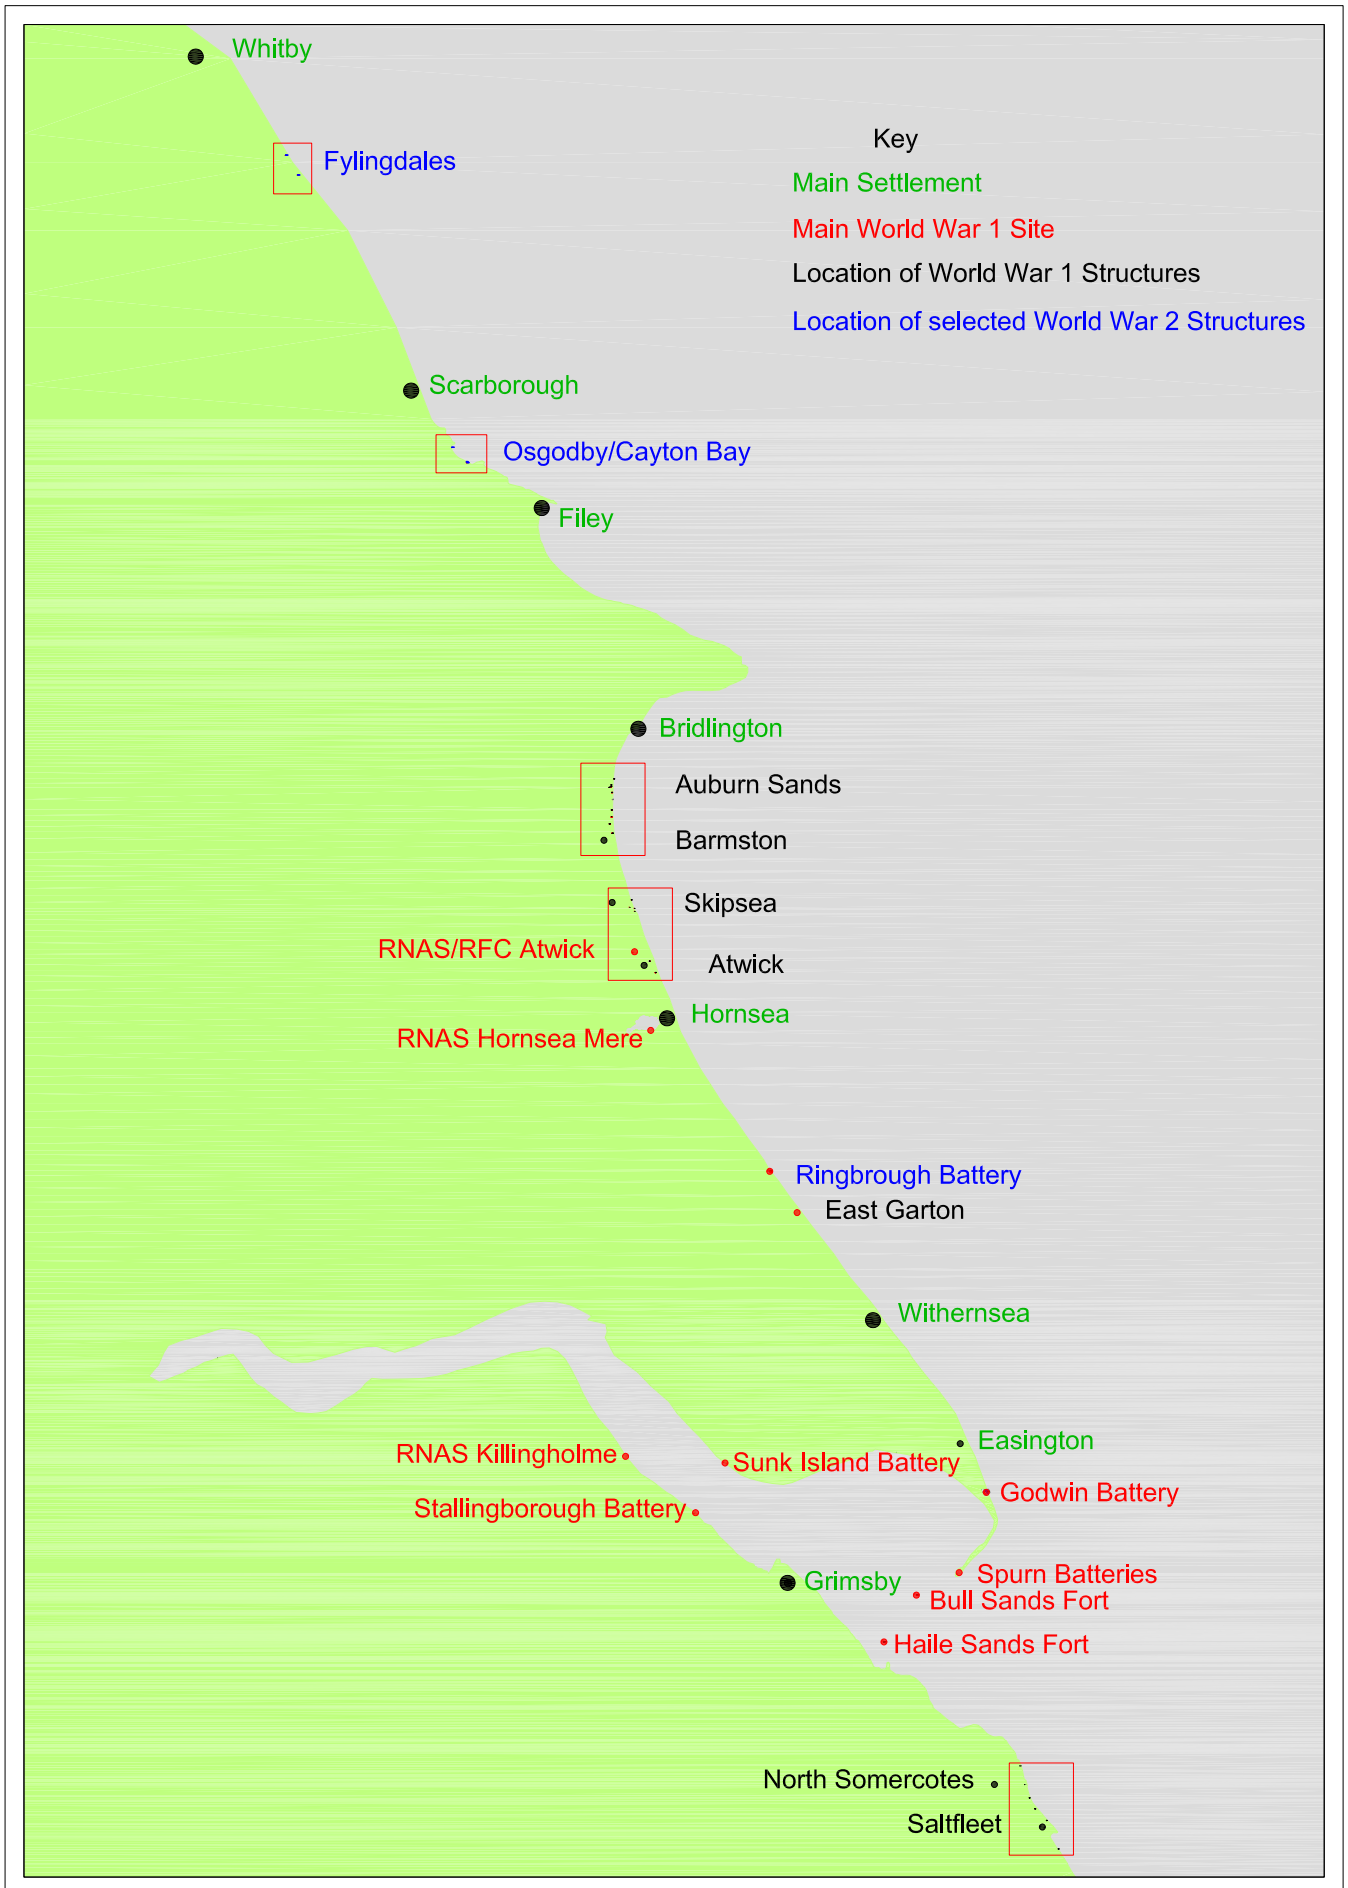 Whitby
Key
Fylingdales
Main Settlement
Main World War 1 Site
Location of World War 1 Structures
Location of selected World War 2 Structures
Scarborough
Osgodby/Cayton Bay
Filey
Bridlington
Auburn Sands
Barmston
Skipsea
RNAS/RFC Atwick
Atwick
Hornsea
RNAS Hornsea Mere
Ringbrough Battery
East Garton
Withernsea
Easington
RNAS Killingholme
Sunk Island Battery
Godwin Battery
Stallingborough Battery
Spurn Batteries
Grimsby
Bull Sands Fort
Haile Sands Fort
North Somercotes
Saltfleet